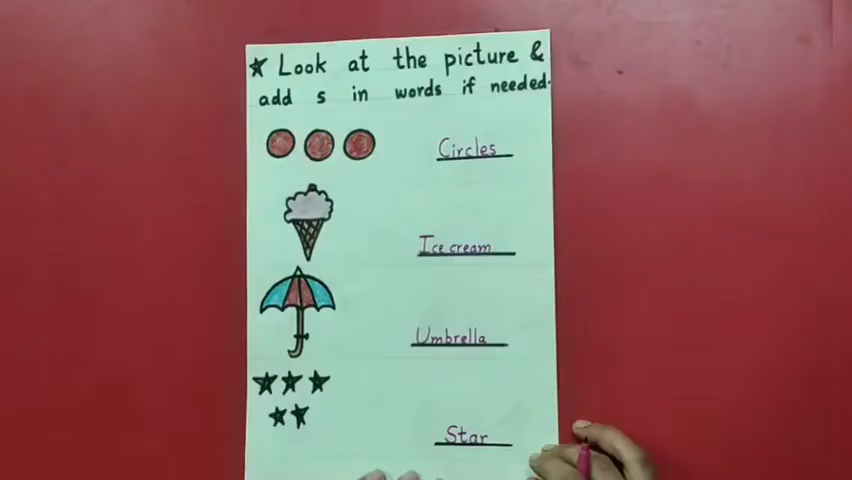 ★ Look at the picture &
add s in words if needed.
Circles
Ice cream
Umbrella
Star